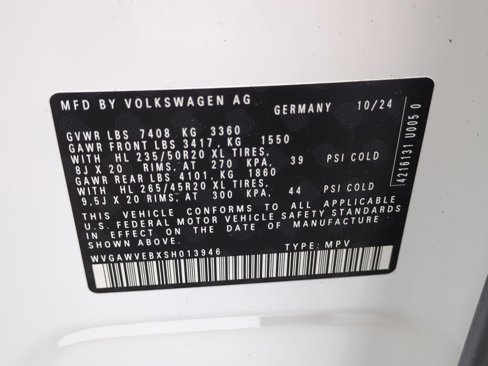 MFD BY VOLKSWAGEN AG
GERMANY 10/24
GVWR LBS 7408 KG 3360
GAWR FRONT LBS 3417, KG 1550
WITH HL 235/50R20 XL TIRES,
8J X 20 RIMS, AT 270 KPA, 39 PSI COLD
GAWR REAR LBS 4101, KG 1860
WITH HL 265/45R20 XL TIRES,
9.5J X 20 RIMS, AT 300 KPA, 44 PSI COLD
THIS VEHICLE CONFORMS TO ALL APPLICABLE
U.S. FEDERAL MOTOR VEHICLE SAFETY STANDARDS
IN EFFECT ON THE DATE OF MANUFACTURE
SHOWN ABOVE.
WVGAWVEBXSH013946 TYPE: MPV
4216131 U005 0